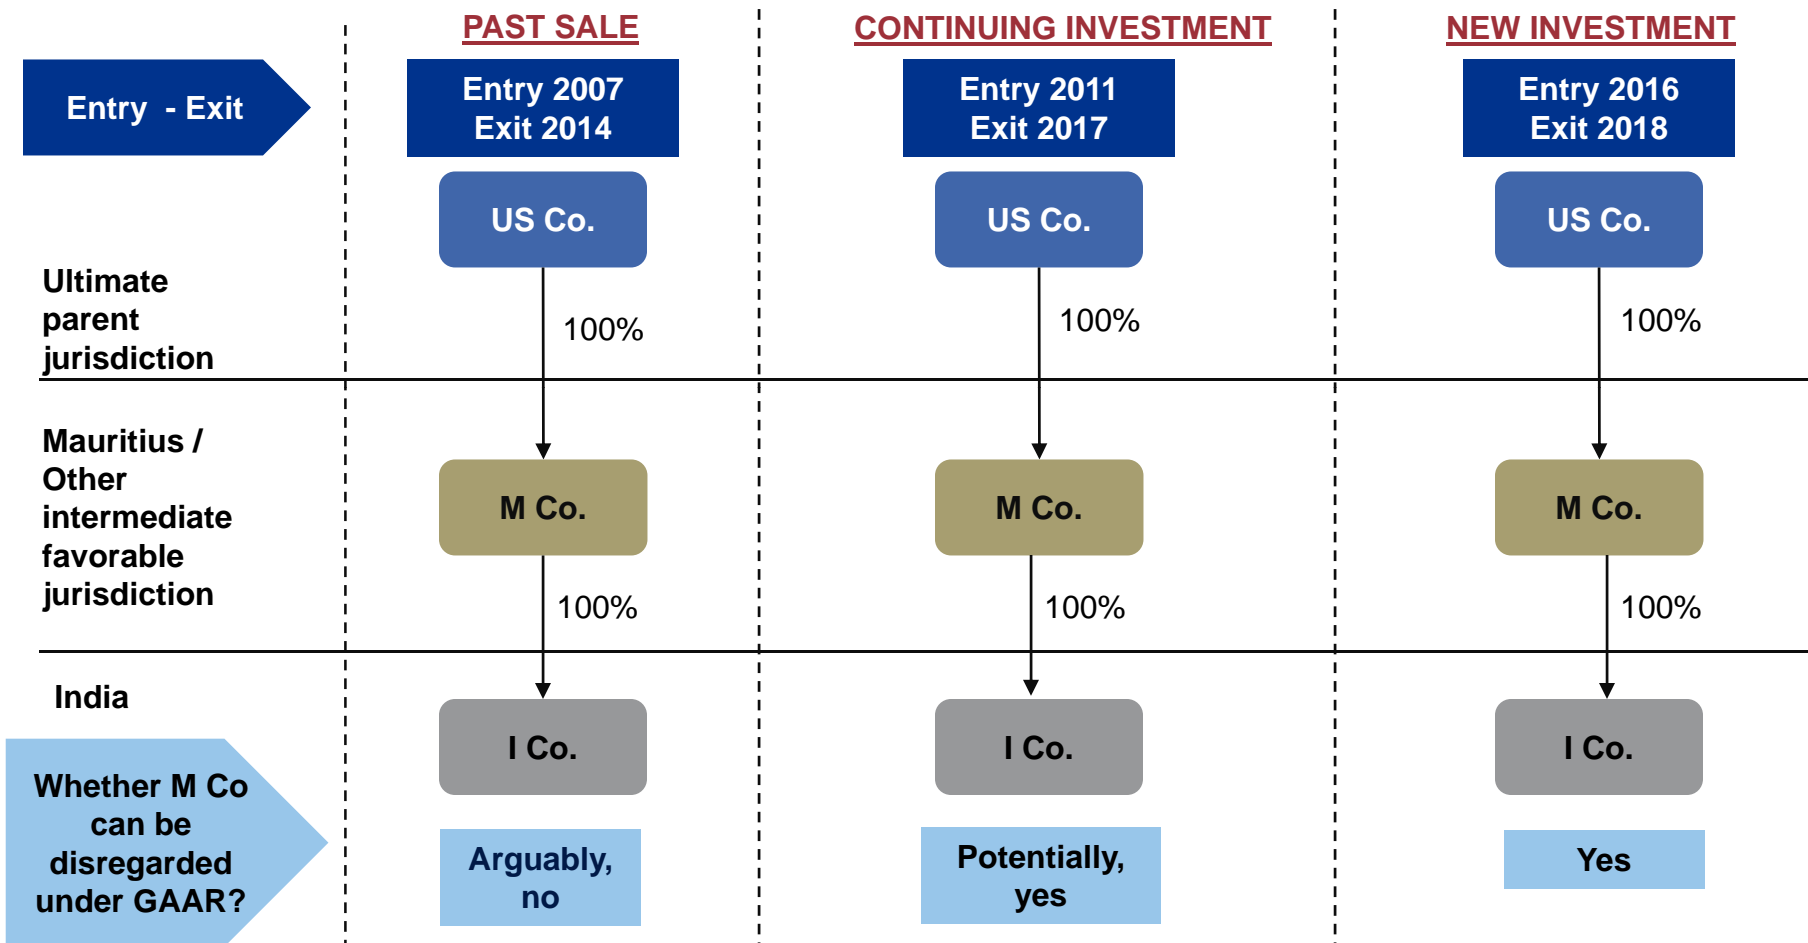 PAST SALE
CONTINUING INVESTMENT
NEW INVESTMENT
Entry - Exit
Entry 2007
Exit 2014
Entry 2011
Exit 2017
Entry 2016
Exit 2018
US Co.
US Co.
US Co.
Ultimate
parent
jurisdiction
100%
100%
100%
Mauritius /
Other
intermediate
favorable
jurisdiction
M Co.
M Co.
M Co.
100%
100%
100%
India
I Co.
I Co.
I Co.
Whether M Co
can be
disregarded
under GAAR?
Arguably,
no
Potentially,
yes
Yes